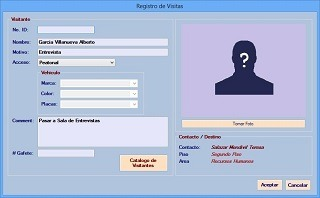 Registro de Visitas
Visitante
No. ID:
Nombre: Garcia Villanueva Alberto
Motivo: Entrevista
Acceso: Peatonal
Vehiculo
Marca:
Color:
Placas:
Coment: Pasar a Sala de Entrevistas
# Gafete:
Catalogo de
Visitantes
?
Tomar Foto
Contacto / Destino
Contacto: Salazar Mondrel Teresa
Piso Segundo Piso
Area Recursos Humanos
Aceptar Cancelar